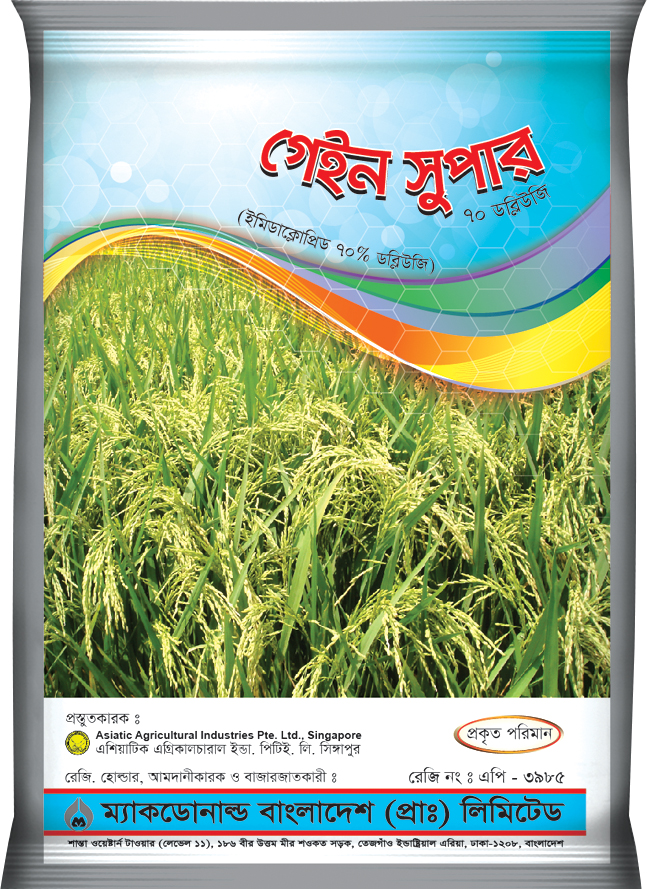 গেইন সুপার
৭০ ডব্লিউজি
(ইমিডাক্লোপ্রিড ৭০% ডব্লিউজি)
প্রস্তুতকারক ঃ
Asiatic Agricultural Industries Pte. Ltd., Singapore
এশিয়াটিক এগ্রিকালচারাল ইন্ডা. পিটিই. লি. সিঙ্গাপুর
প্রকৃত পরিমান
রেজি. হোল্ডার, আমদানীকারক ও বাজারজাতকারী ঃ
রেজি নং ঃ এপি - ৩৯৮৫
ম্যাকডোনাল্ড বাংলাদেশ (প্রাঃ) লিমিটেড
শান্তা ওয়েষ্টার্ন টাওয়ার (লেভেল ১১), ১৮৬ বীর উত্তম মীর শওকত সড়ক, তেজগাঁও ইন্ডাষ্ট্রিয়াল এরিয়া, ঢাকা-১২০৮, বাংলাদেশ